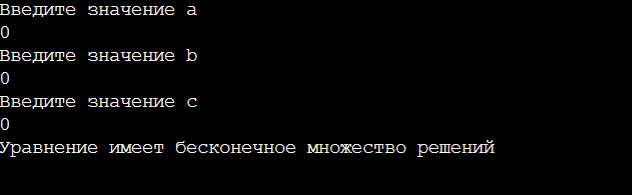 Введите значение a
0
Введите значение b
0
Введите значение c
0
Уравнение имеет бесконечное множество решений